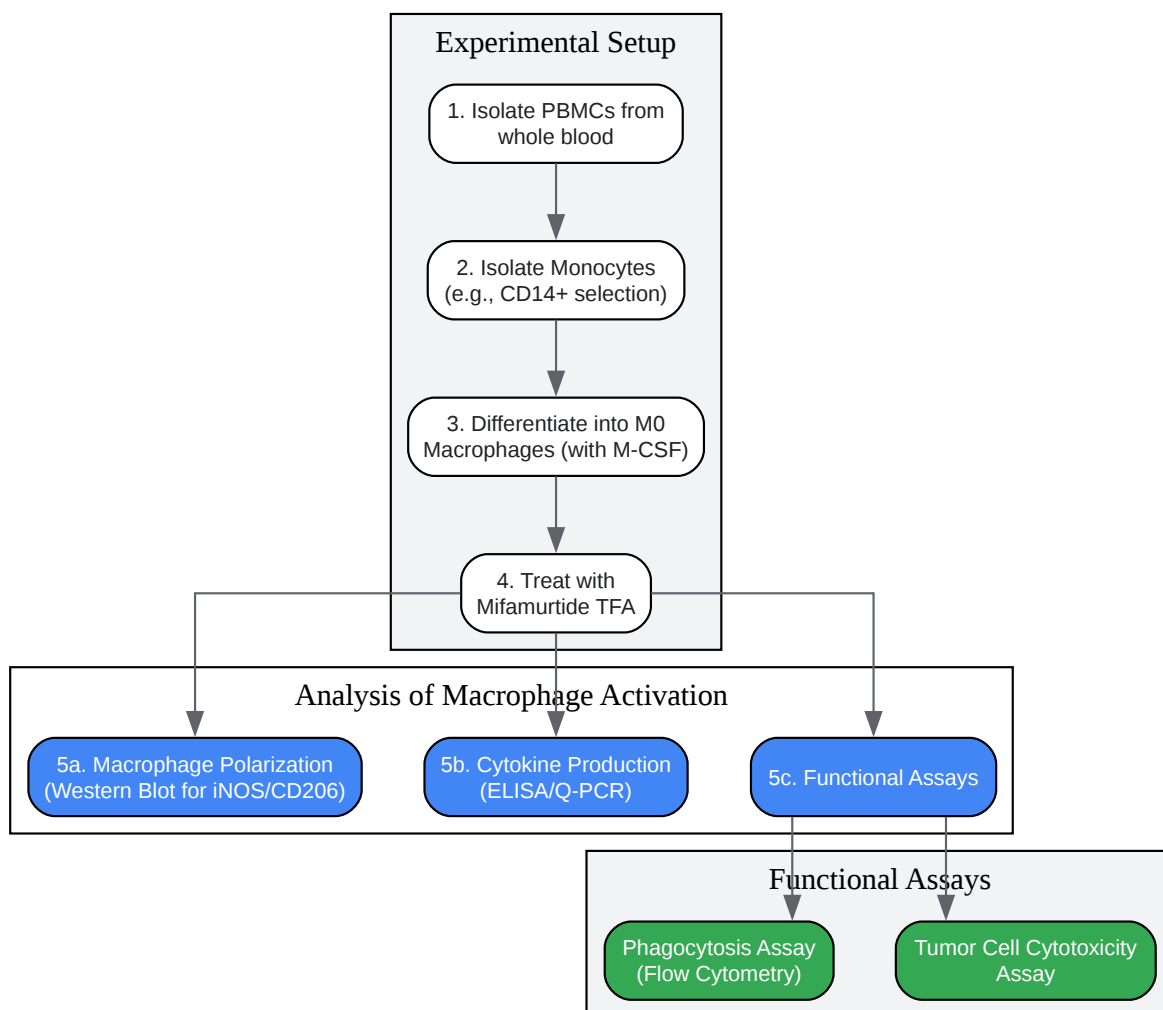 Experimental Setup
1. Isolate PBMCs from
whole blood
2. Isolate Monocytes
(e.g., CD14+ selection)
3. Differentiate into M0
Macrophages (with M-CSF)
4. Treat with
Mifamurtide TFA
Analysis of Macrophage Activation
5a. Macrophage Polarization
(Western Blot for iNOS/CD206)
5b. Cytokine Production
(ELISA/Q-PCR)
5c. Functional Assays
Functional Assays
Phagocytosis Assay
(Flow Cytometry)
Tumor Cell Cytotoxicity
Assay